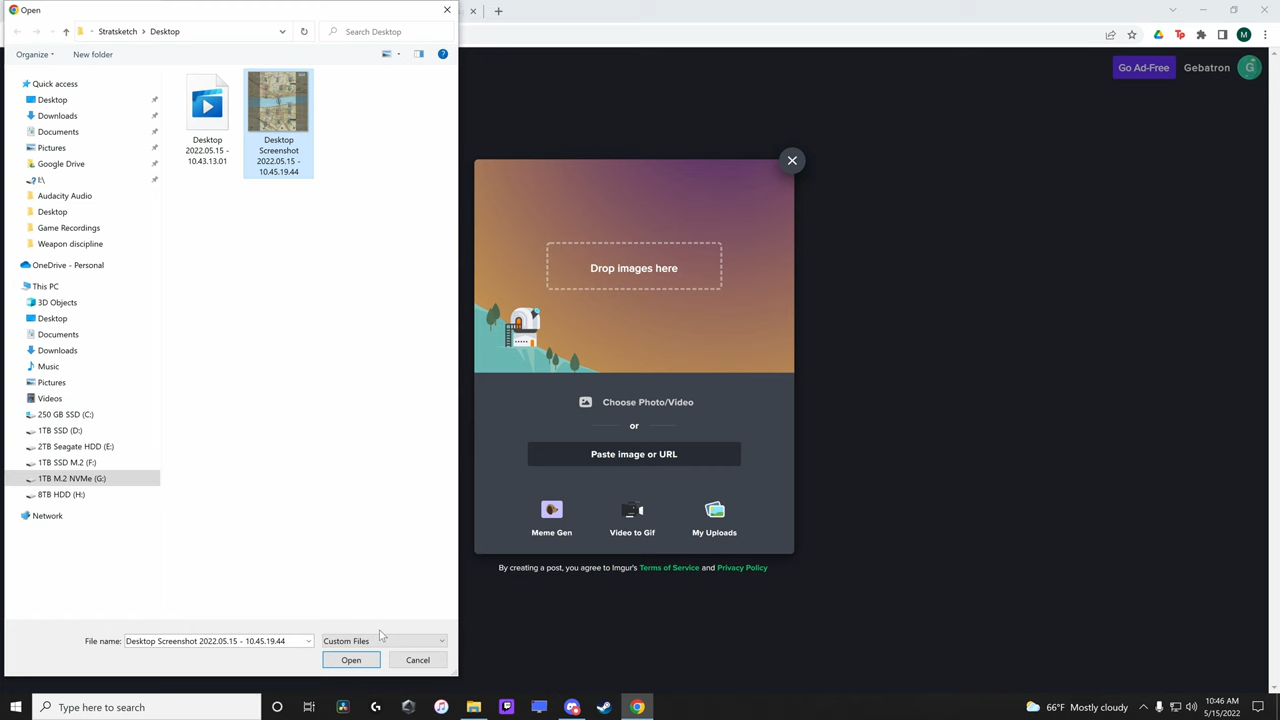 Open
Stratsketch
Desktop
Search Desktop
Organize
New folder
Quick access
Desktop
Downloads
Documents
Pictures
Google Drive
I:\
Audacity Audio
Desktop
Game Recordings
Weapon discipline
OneDrive - Personal
This PC
3D Objects
Desktop
Documents
Downloads
Music
Pictures
Videos
250 GB SSD (C:)
1TB SSD (D:)
2TB Seagate HDD (E:)
1TB SSD M.2 (F:)
1TB M.2 NVMe (G:)
8TB HDD (H:)
Network
Desktop
2022.05.15 -
10.43.13.01
Desktop
Screenshot
2022.05.15 -
10.45.19.44
File name: Desktop Screenshot 2022.05.15 - 10.45.19.44
Custom Files
Open
Cancel
M
Go Ad-Free
Gebatron
G
Drop images here
Choose Photo/Video
or
Paste image or URL
Meme Gen
Video to Gif
My Uploads
By creating a post, you agree to Imgur's Terms of Service and Privacy Policy
Type here to search
66°F Mostly cloudy
10:46 AM
5/15/2022